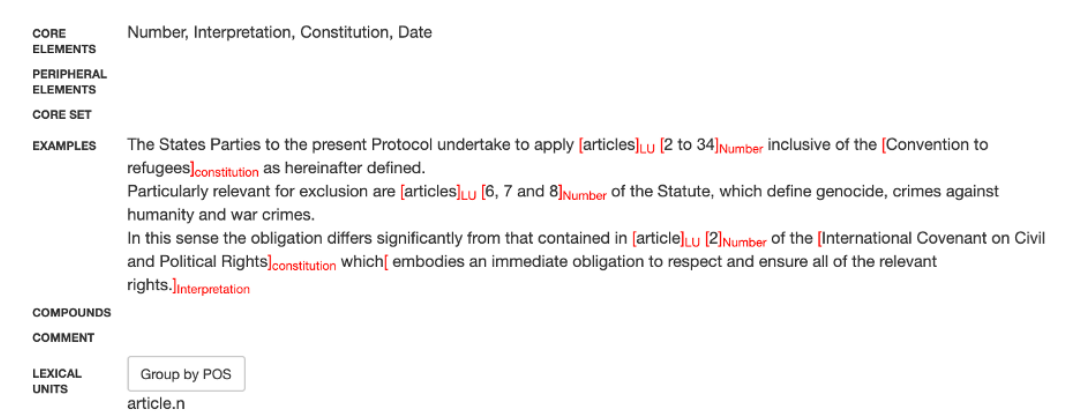 CORE ELEMENTS Number, Interpretation, Constitution, Date
PERIPHERAL ELEMENTS
CORE SET
EXAMPLES The States Parties to the present Protocol undertake to apply [articles]LU [2 to 34]Number inclusive of the [Convention to
refugees]constitution as hereinafter defined.
Particularly relevant for exclusion are [articles]LU [6, 7 and 8]Number of the Statute, which define genocide, crimes against
humanity and war crimes.
In this sense the obligation differs significantly from that contained in [article]LU [2]Number of the [International Covenant on Civil
and Political Rights]constitution which[ embodies an immediate obligation to respect and ensure all of the relevant
rights.]Interpretation
COMPOUNDS
COMMENT
LEXICAL UNITS Group by POS
article.n